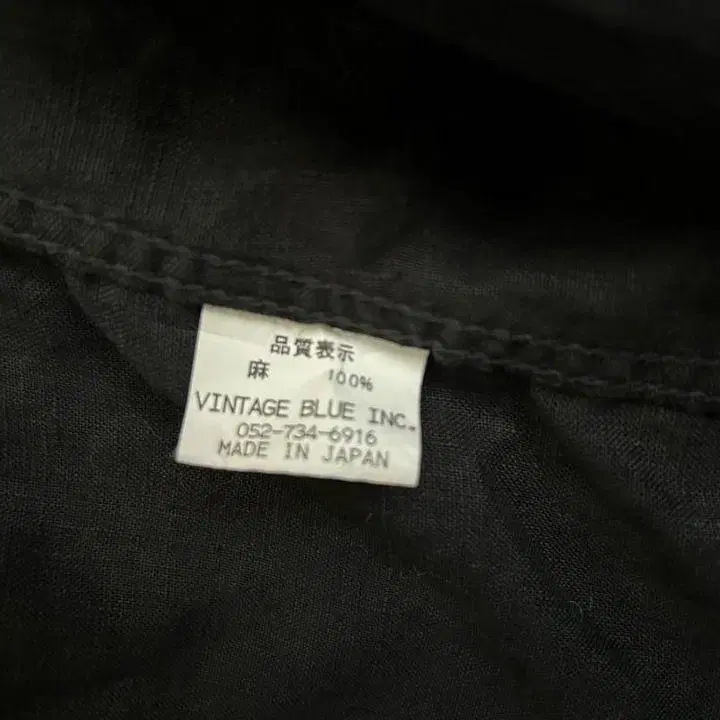 品質表示
麻 100%
VINTAGE BLUE INC.
052-734-6916
MADE IN JAPAN